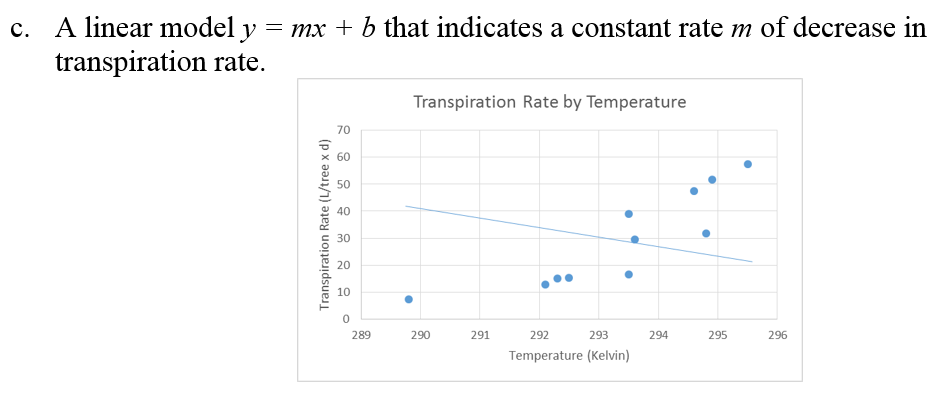 c. A linear model y = mx + b that indicates a constant rate m of decrease in
transpiration rate.
Transpiration Rate by Temperature
Transpiration Rate (L/tree x d)
70
60
50
40
30
20
10
0
289 290 291 292 293 294 295 296
Temperature (Kelvin)